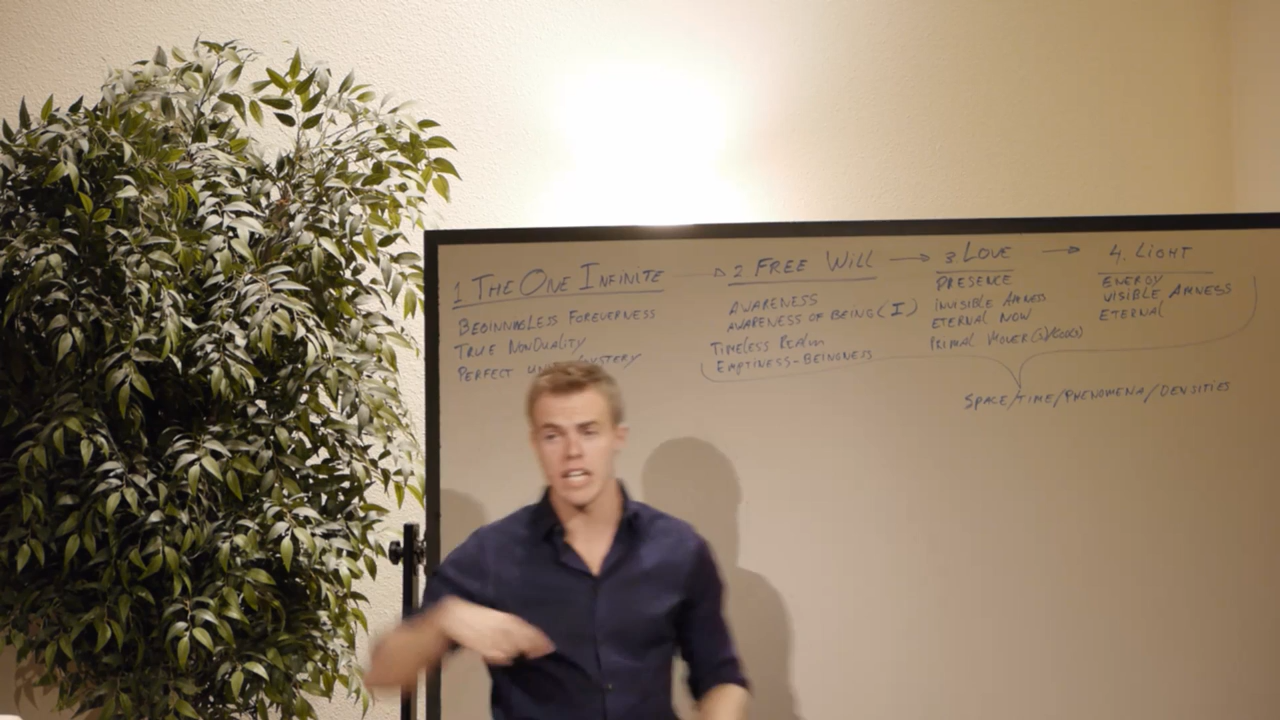 1 THE ONE INFINITE → 2 FREE WILL → 3 LOVE → 4. LIGHT
BEGINNINGLESS FOREVERNESS
TRUE NONDUALITY
PERFECT MYSTERY
AWARENESS
AWARENESS OF BEING (I)
TIMELESS REALM
EMPTINESS-BEINGNESS
PRESENCE
INVISIBLE AMNESS
ETERNAL NOW
PRIMAL MOVER(S)/GOD(S)
ENERGY
VISIBLE AMNESS
ETERNAL
SPACE/TIME/PHENOMENA/DENSITIES